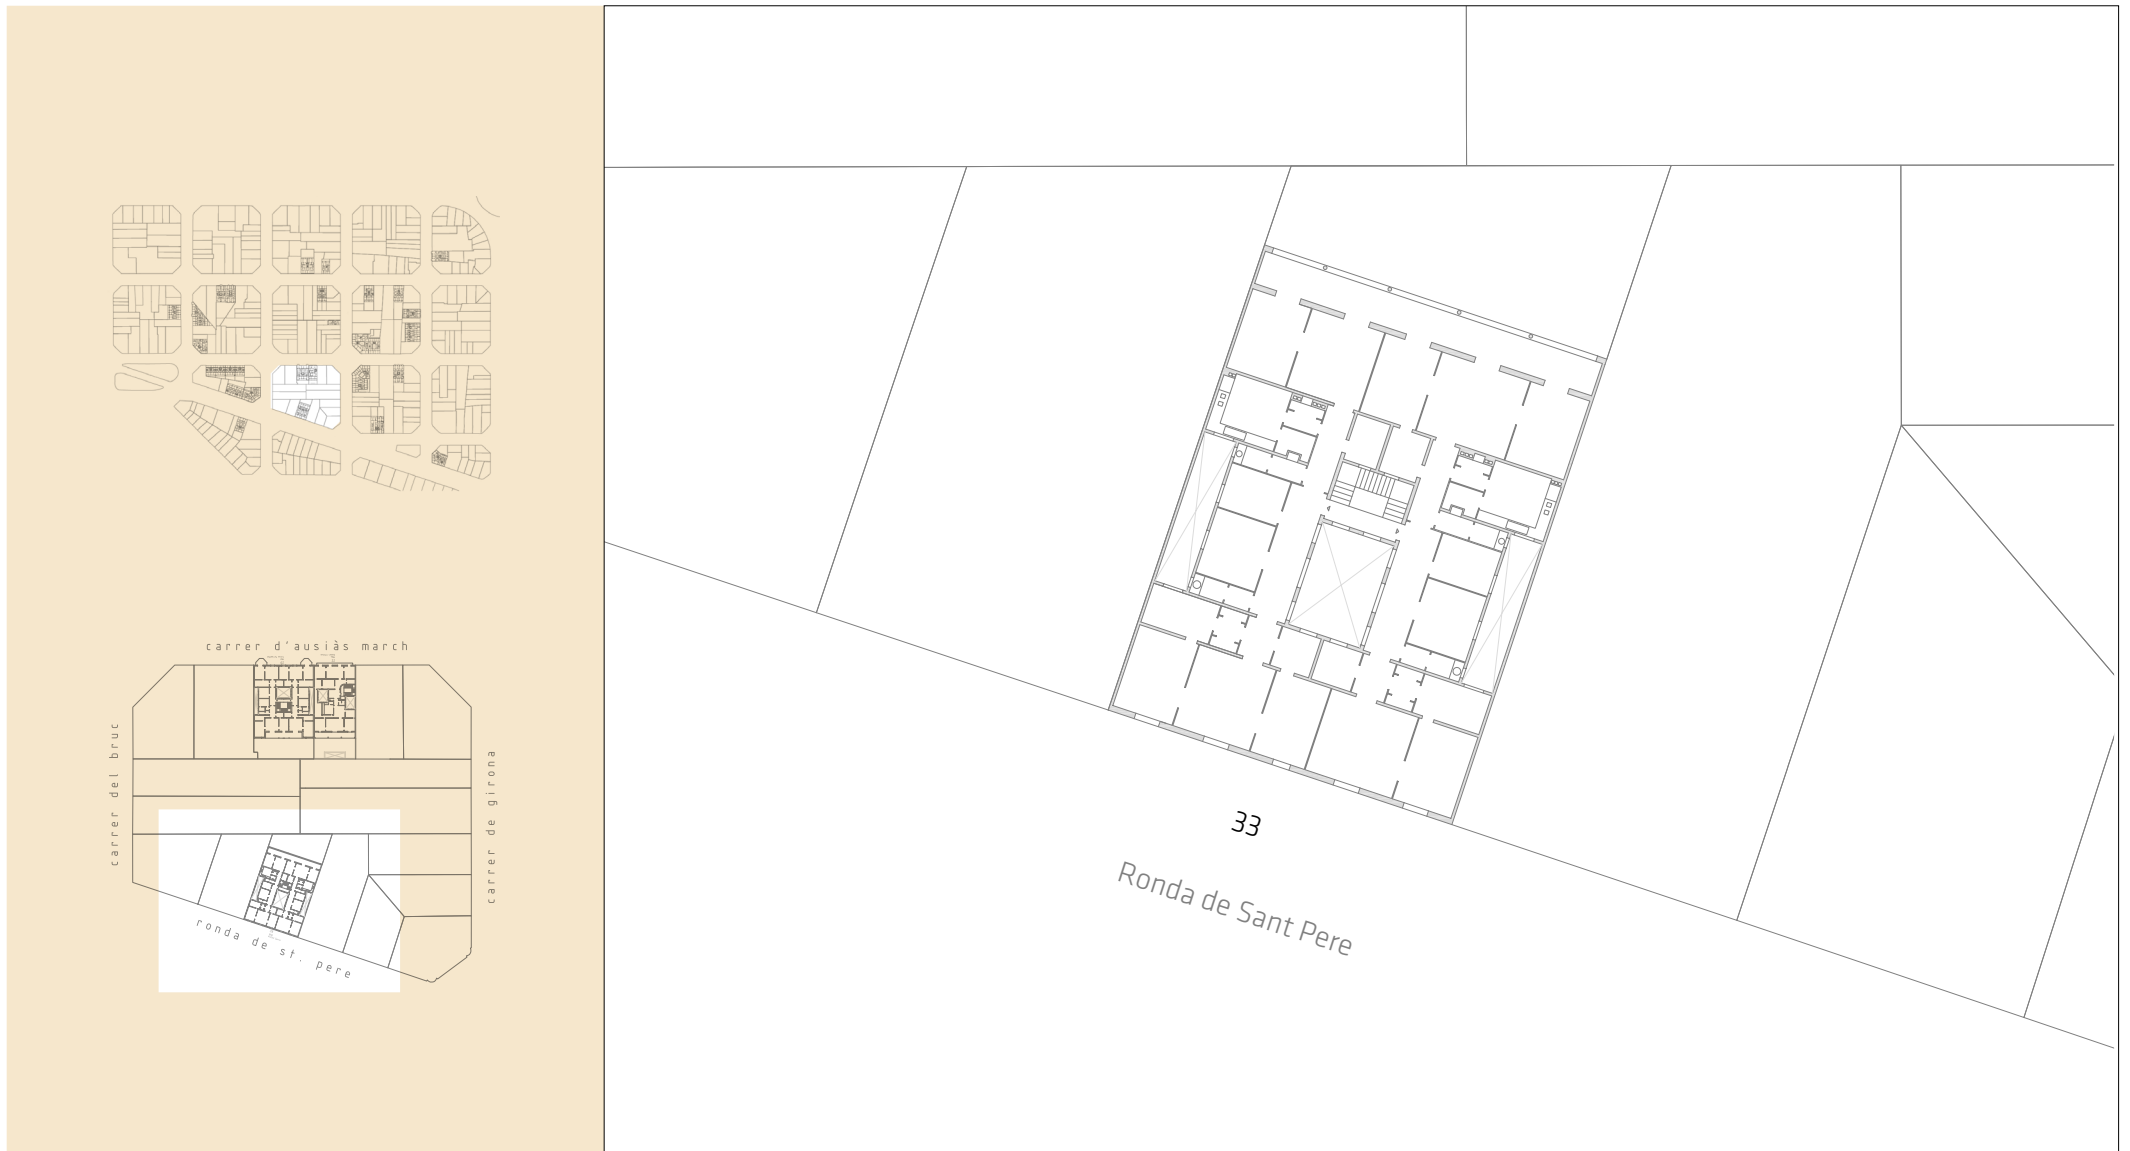 carrer d'ausiàs march
carrer del bruc
carrer de girona
ronda de st. pere
33
Ronda de Sant Pere